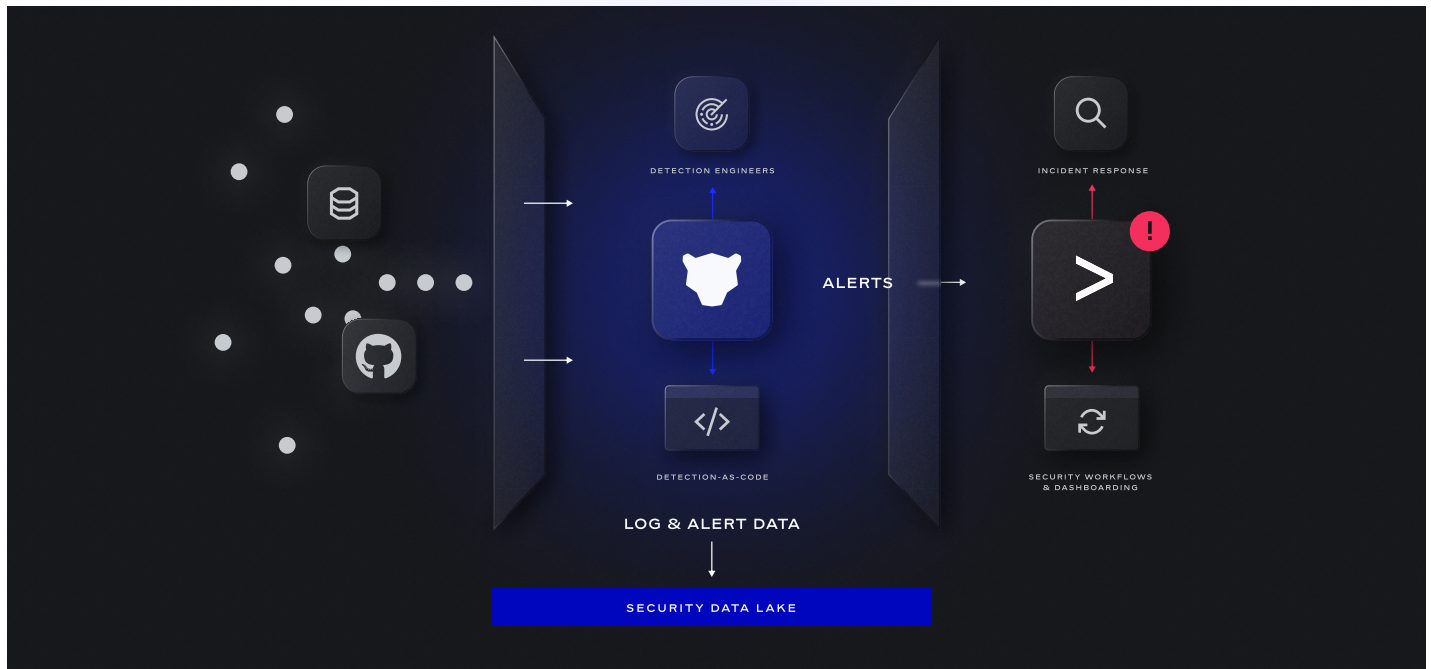 DETECTION ENGINEERS
INCIDENT RESPONSE
!
ALERTS
>
</>
DETECTION-AS-CODE
SECURITY WORKFLOWS
& DASHBOARDING
LOG & ALERT DATA
SECURITY DATA LAKE